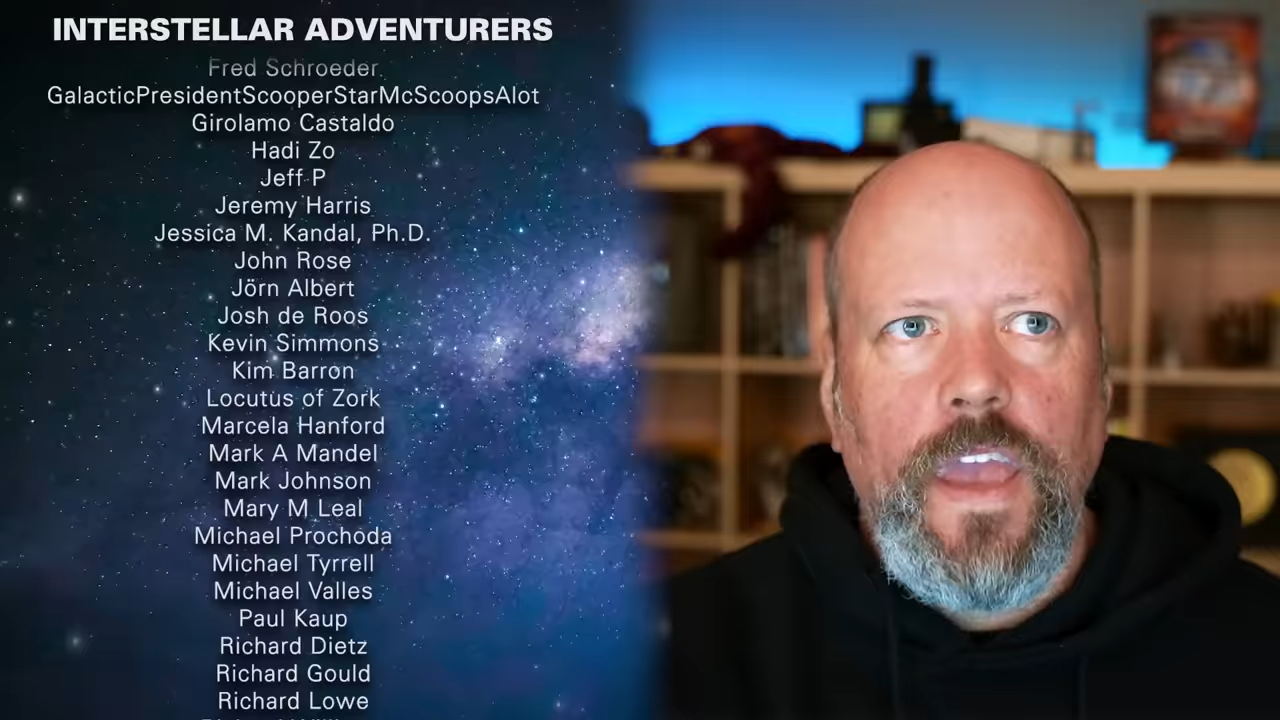 INTERSTELLAR ADVENTURERS
Fred Schroeder
GalacticPresidentScooperStarMcScoopsAlot
Girolamo Castaldo
Hadi Zo
Jeff P
Jeremy Harris
Jessica M. Kandal, Ph.D.
John Rose
Jörn Albert
Josh de Roos
Kevin Simmons
Kim Barron
Locutus of Zork
Marcela Hanford
Mark A Mandel
Mark Johnson
Mary M Leal
Michael Prochoda
Michael Tyrrell
Michael Valles
Paul Kaup
Richard Dietz
Richard Gould
Richard Lowe